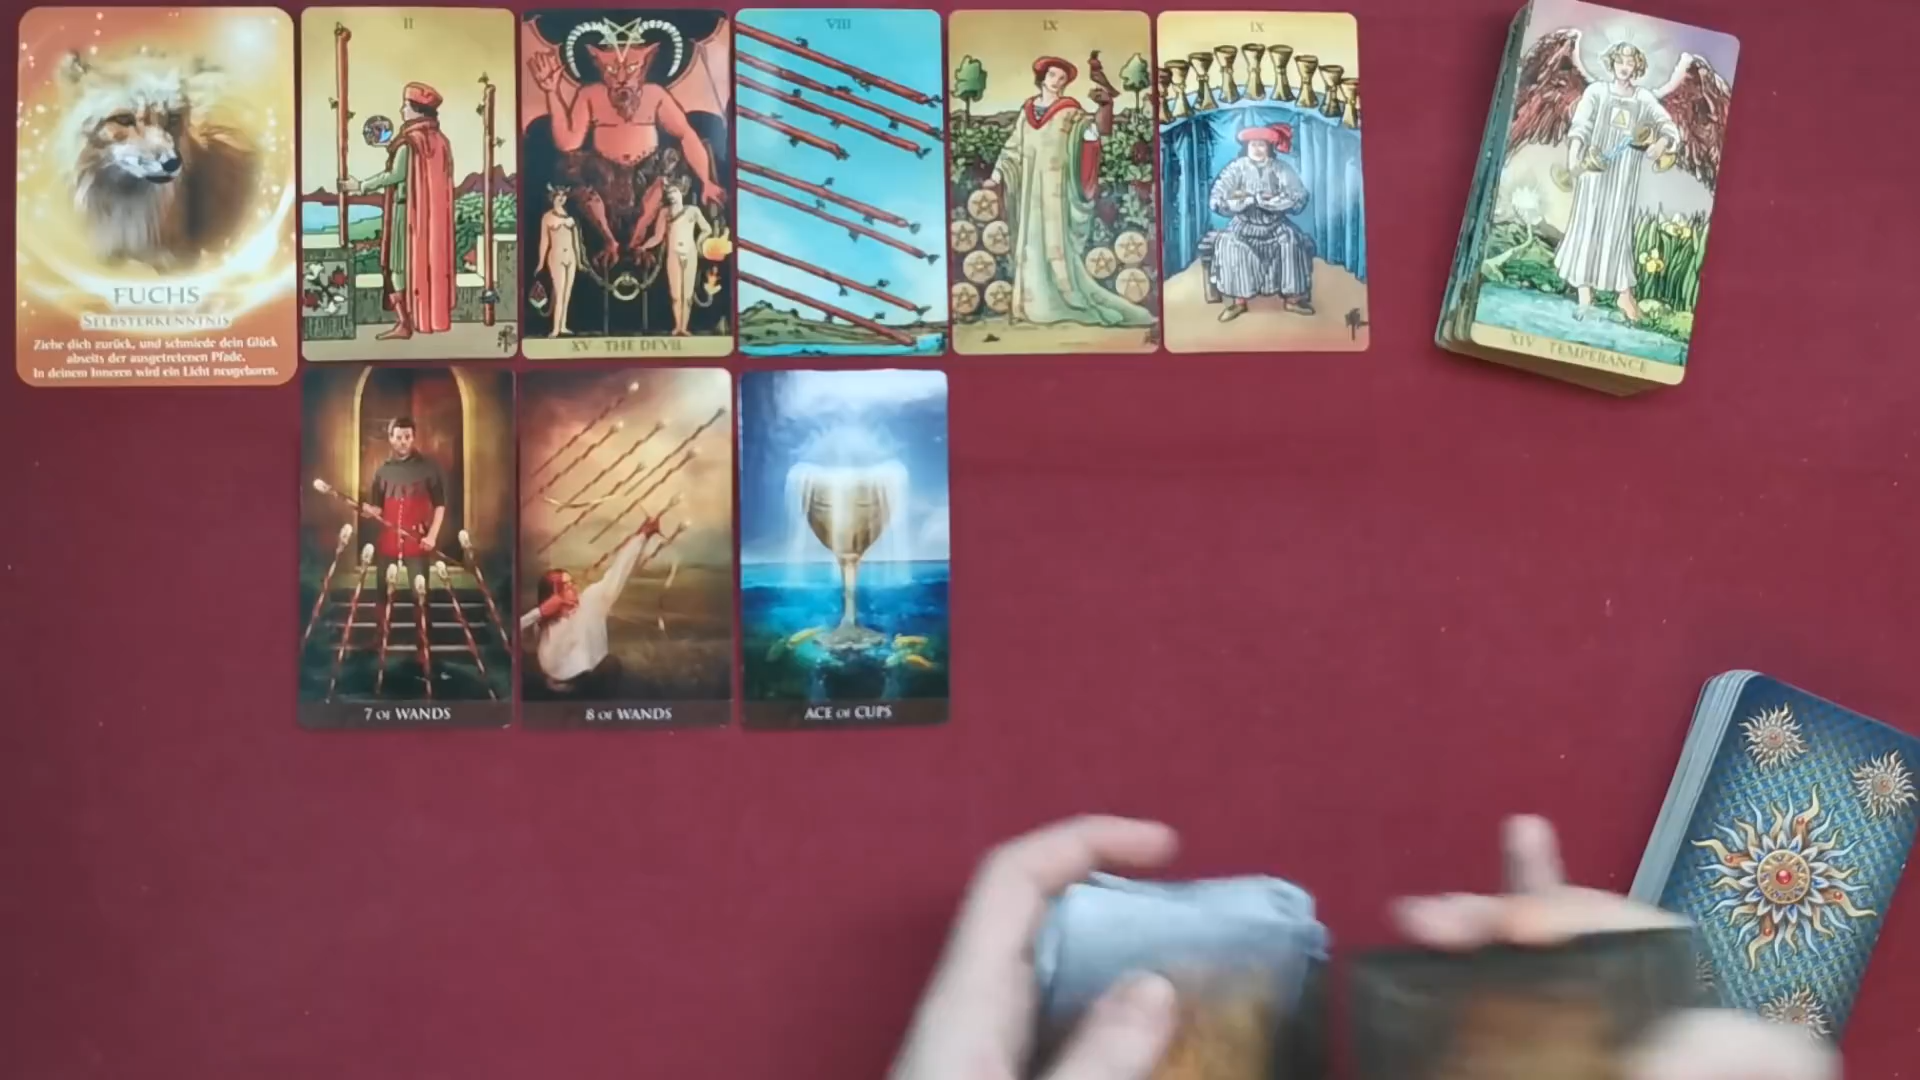 FUCHS
SELBSTERKENNTNIS
Ziehe dich zurück, und schmiede dein Glück
abseits der ausgetretenen Pfade.
In deinem Inneren wird ein Licht neugeboren.
II
XV THE DEVIL
VIII
IX
IX
XIV TEMPERANCE
7 OF WANDS
8 OF WANDS
ACE OF CUPS